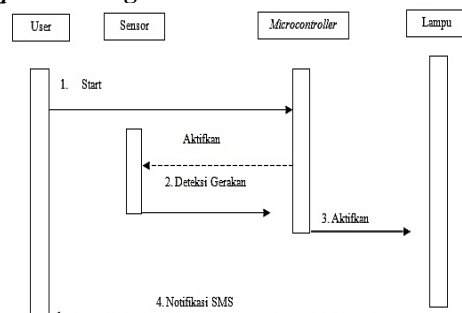 User
Sensor
Microcontroller
Lampu
1. Start
Aktifkan
2. Deteksi Gerakan
3. Aktifkan
4. Notifikasi SMS